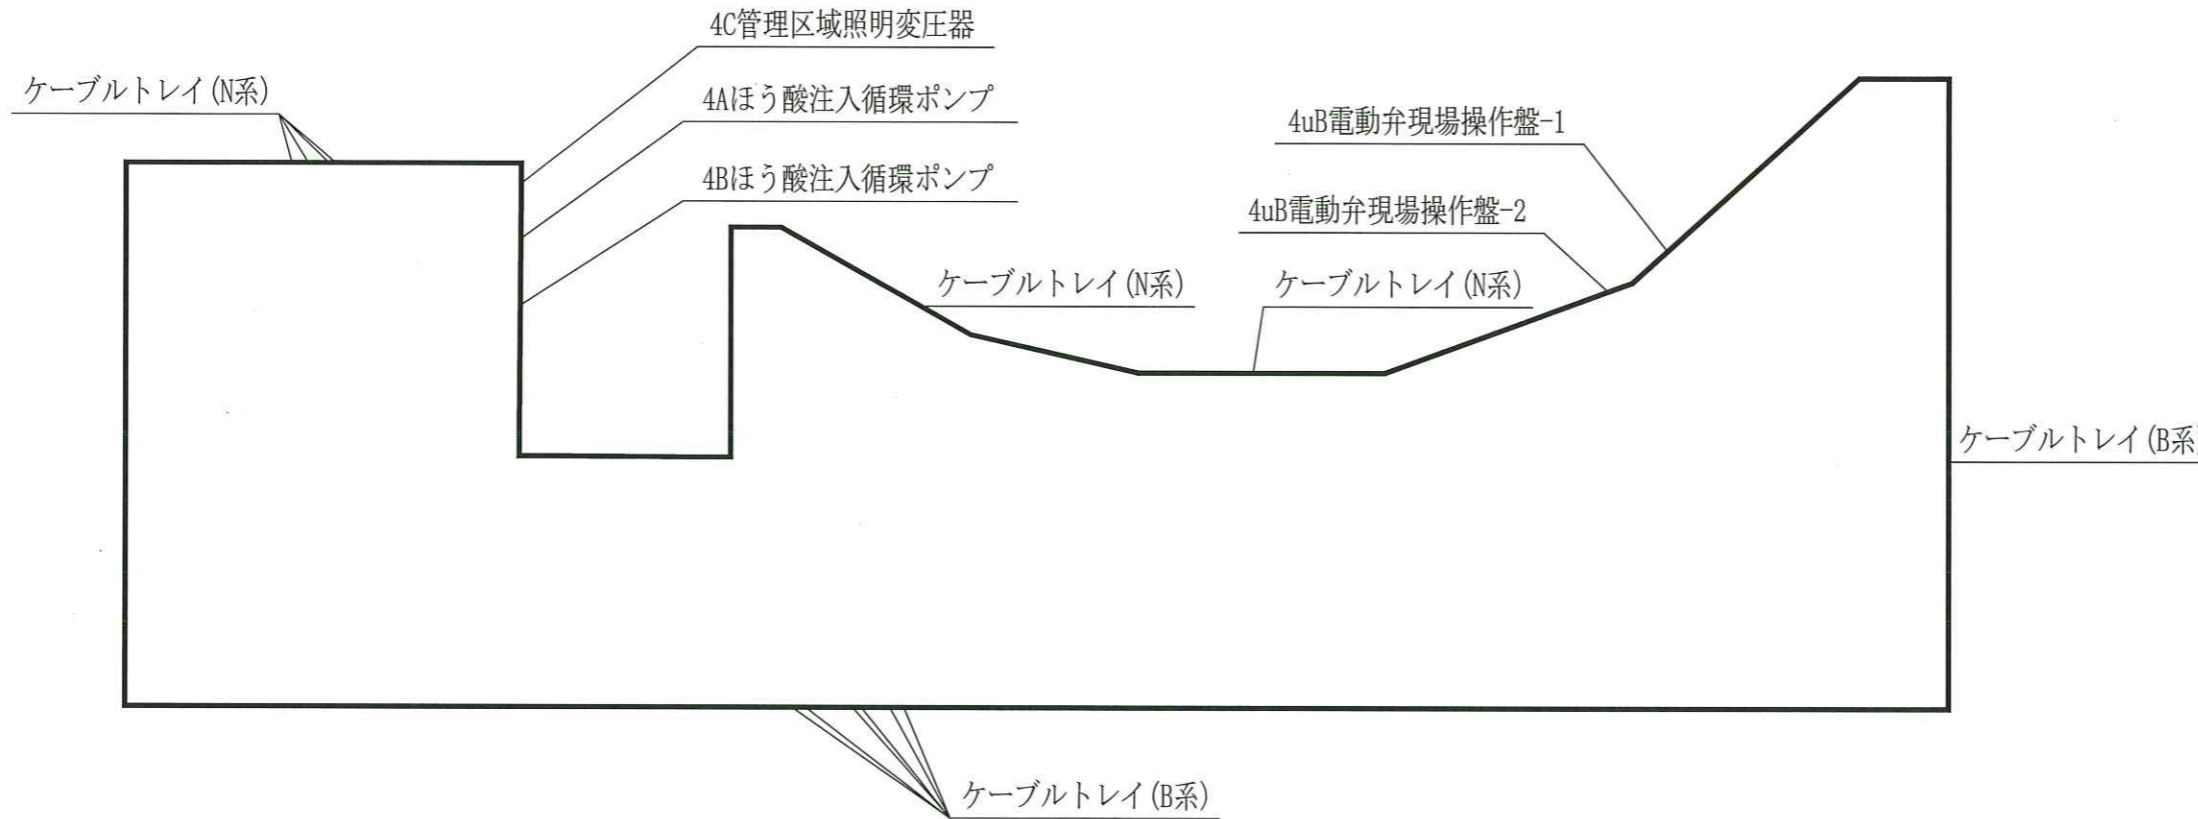 4C管理区域照明変圧器
ケーブルトレイ(N系)
4Aほう酸注入循環ポンプ
4uB電動弁現場操作盤-1
4Bほう酸注入循環ポンプ
4uB電動弁現場操作盤-2
ケーブルトレイ(N系)
ケーブルトレイ(N系)
ケーブルトレイ(B系
ケーブルトレイ(B系)